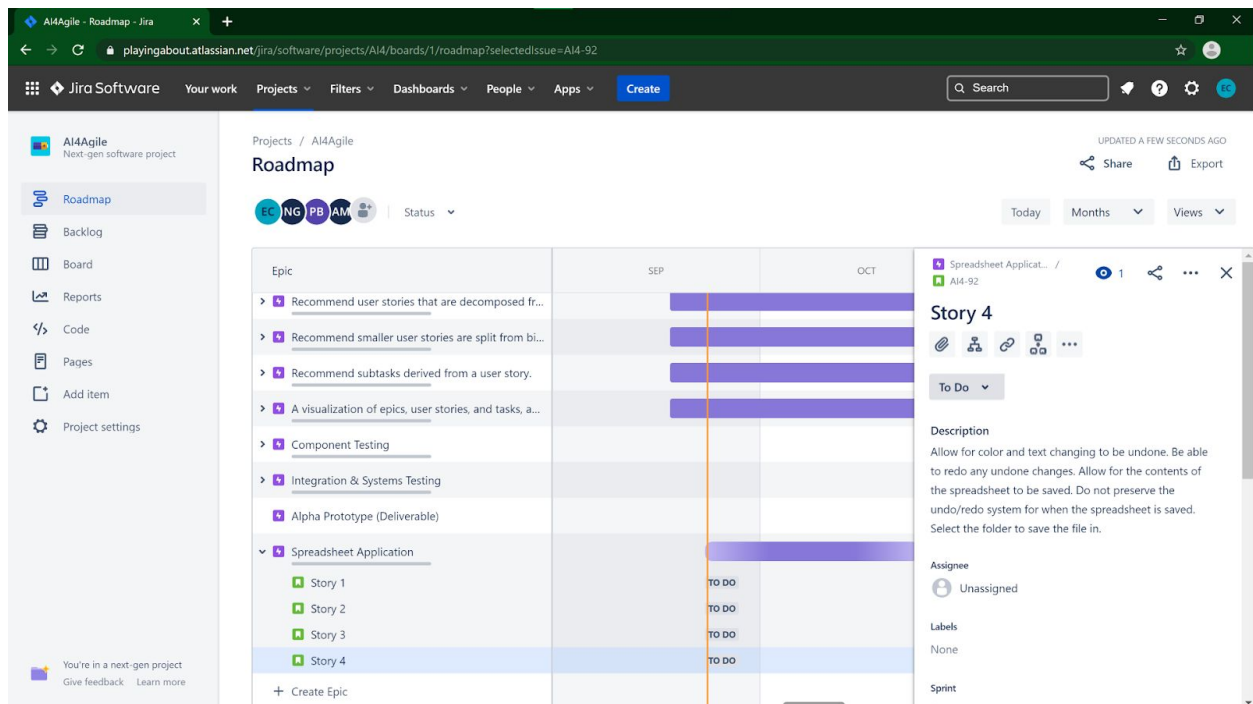 AI4Agile - Roadmap - Jira
playingabout.atlassian.net/jira/software/projects/AI4/boards/1/roadmap?selectedIssue=AI4-92
Jira Software
Your work
Projects
Filters
Dashboards
People
Apps
Create
Search
EC
AI4Agile
Next-gen software project
Roadmap
Backlog
Board
Reports
Code
Pages
Add item
Project settings
You're in a next-gen project
Give feedback Learn more
Projects / AI4Agile
Roadmap
UPDATED A FEW SECONDS AGO
Share
Export
EC NG PB AM
Status
Today
Months
Views
Epic
SEP
OCT
Recommend user stories that are decomposed fr...
Recommend smaller user stories are split from bi...
Recommend subtasks derived from a user story.
A visualization of epics, user stories, and tasks, a...
Component Testing
Integration & Systems Testing
Alpha Prototype (Deliverable)
Spreadsheet Application
Story 1 TO DO
Story 2 TO DO
Story 3 TO DO
Story 4 TO DO
+ Create Epic
Spreadsheet Applicat... /
AI4-92
1
Story 4
To Do
Description
Allow for color and text changing to be undone. Be able
to redo any undone changes. Allow for the contents of
the spreadsheet to be saved. Do not preserve the
undo/redo system for when the spreadsheet is saved.
Select the folder to save the file in.
Assignee
Unassigned
Labels
None
Sprint